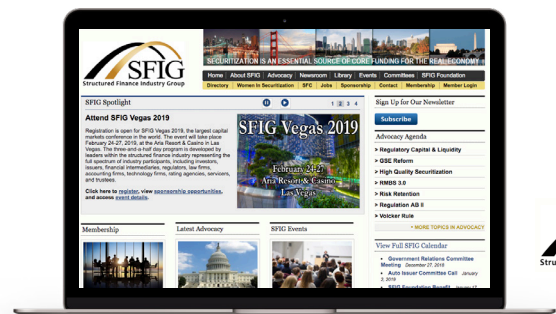 SFIG
Structured Finance Industry Group
SECURITIZATION IS AN ESSENTIAL SOURCE OF CORE FUNDING FOR THE REAL ECONOMY
Home About SFIG Advocacy Newsroom Library Events Committees SFIG Foundation
Directory Women In Securitization SFC Jobs Sponsorship Contact Membership Member Login
SFIG Spotlight
1 2 3 4
Attend SFIG Vegas 2019
Registration is open for SFIG Vegas 2019, the largest capital
markets conference in the world. The event will take place
February 24-27, 2019, at the Aria Resort & Casino in Las
Vegas. The three-and-a-half day program is developed by
leaders within the structured finance industry representing the
full spectrum of industry participants, including investors,
issuers, financial intermediaries, regulators, law firms,
accounting firms, technology firms, rating agencies, servicers,
and trustees.
Click here to register, view sponsorship opportunities,
and access event details.
SFIG Vegas 2019
February 24-27
Aria Resort & Casino
Las Vegas
Sign Up for Our Newsletter
Subscribe
Advocacy Agenda
> Regulatory Capital & Liquidity
> GSE Reform
> High Quality Securitization
> RMBS 3.0
> Risk Retention
> Regulation AB II
> Volcker Rule
+ MORE TOPICS IN ADVOCACY
Membership
Latest Advocacy
SFIG Events
View Full SFIG Calendar
• Government Relations Committee
Meeting December 27, 2018
• Auto Issuer Committee Call January
3, 2019
• SFIG Foundation Benefit January
Stru